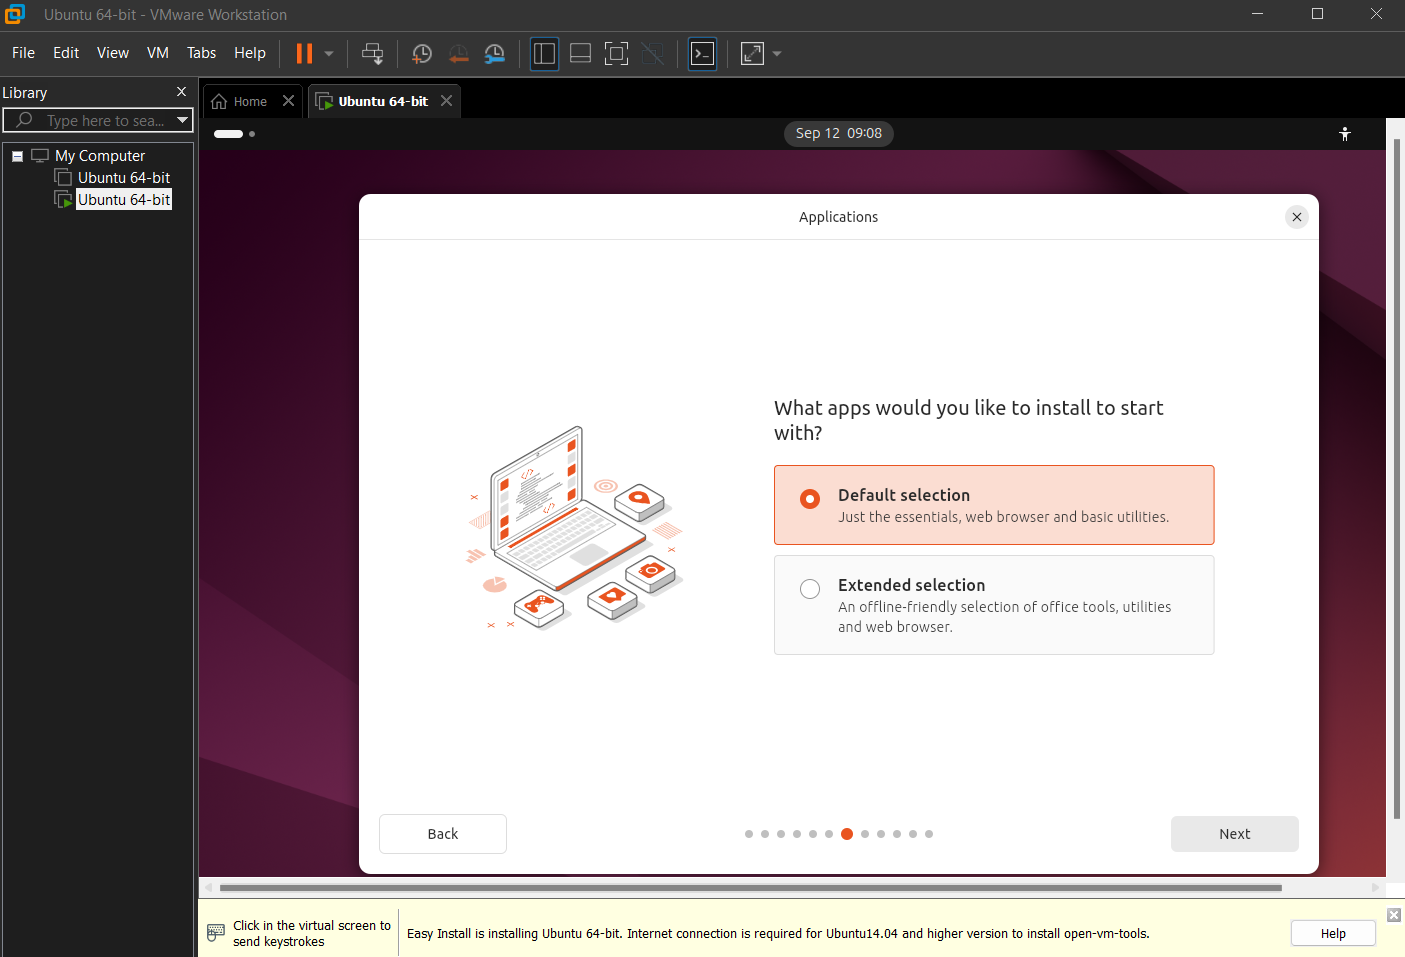 Ubuntu 64-bit - VMware Workstation
File Edit View VM Tabs Help
Library
Type here to sea...
My Computer
Ubuntu 64-bit
Ubuntu 64-bit
Home
Ubuntu 64-bit
Sep 12 09:08
Applications
What apps would you like to install to start
with?
Default selection
Just the essentials, web browser and basic utilities.
Extended selection
An offline-friendly selection of office tools, utilities
and web browser.
Back
Next
Click in the virtual screen to
send keystrokes
Easy Install is installing Ubuntu 64-bit. Internet connection is required for Ubuntu14.04 and higher version to install open-vm-tools.
Help